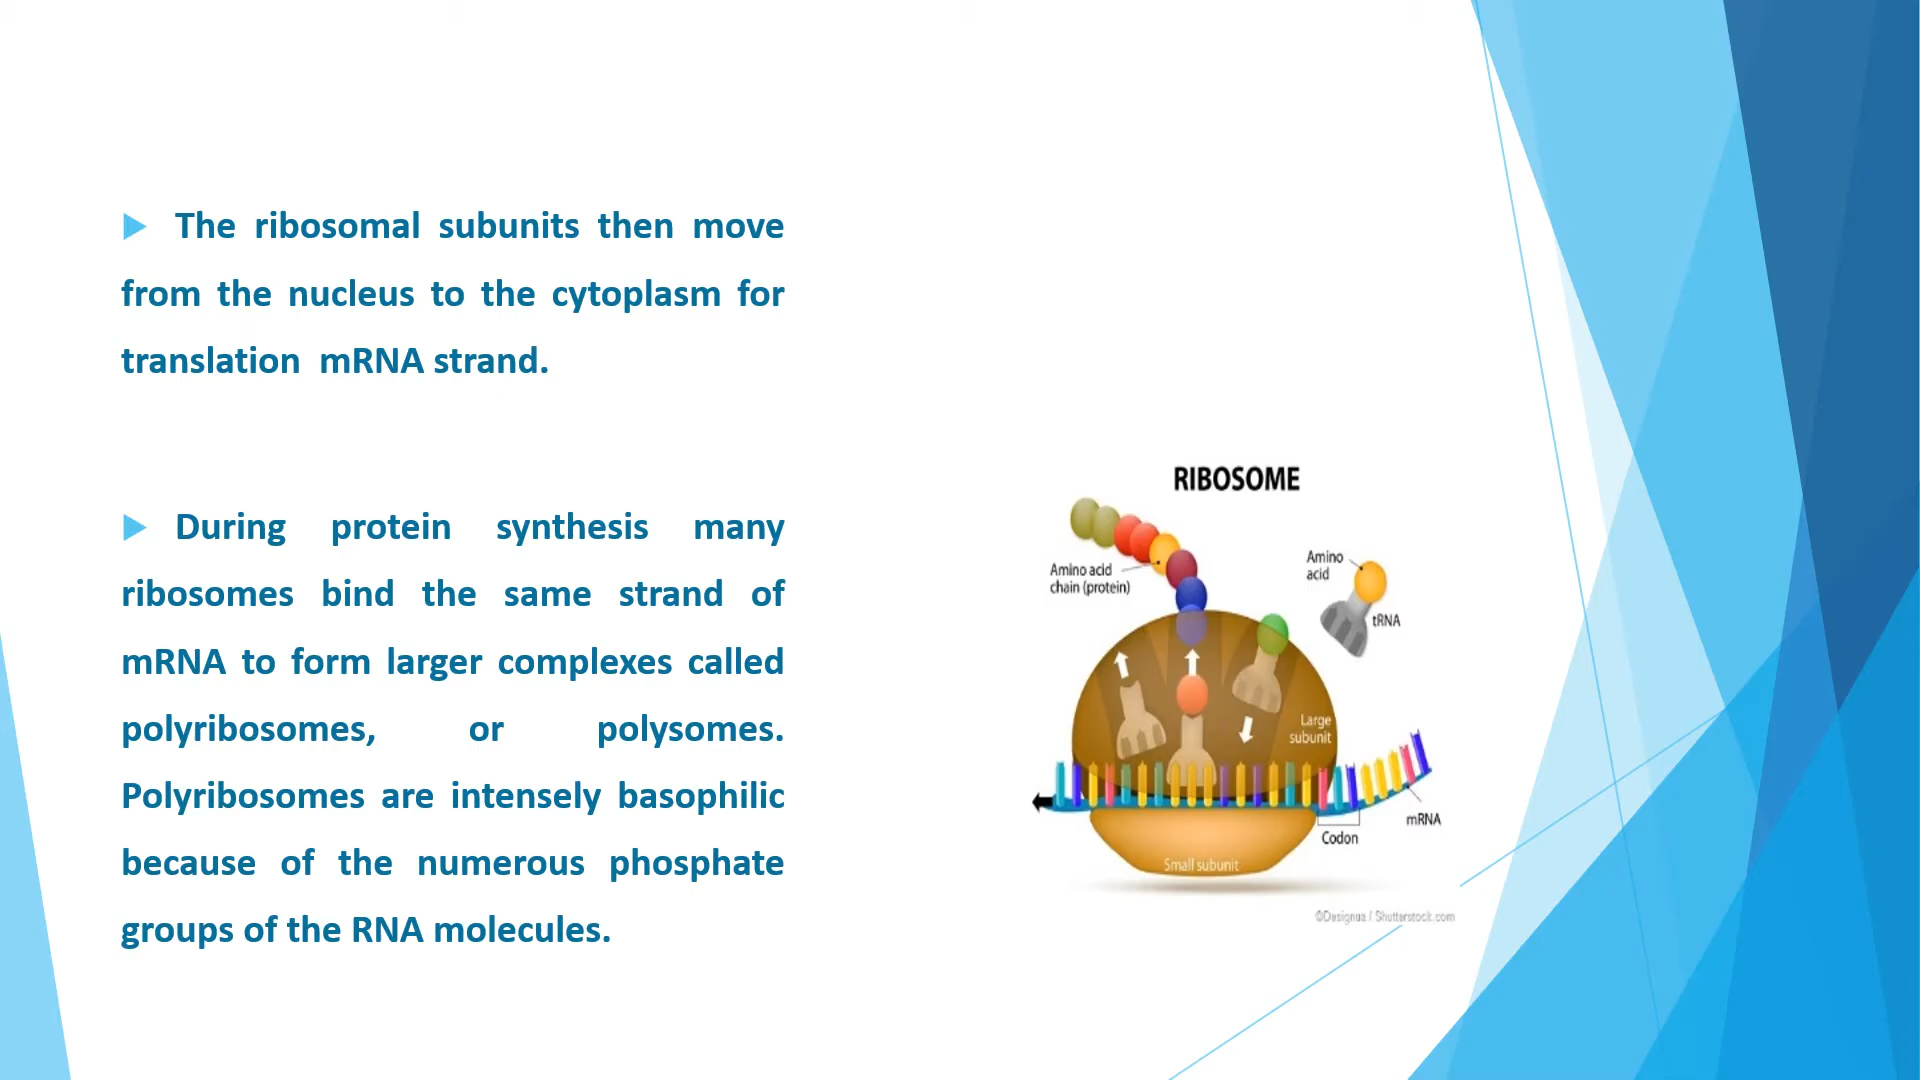 The ribosomal subunits then move
from the nucleus to the cytoplasm for
translation mRNA strand.
During protein synthesis many
ribosomes bind the same strand of
mRNA to form larger complexes called
polyribosomes, or polysomes.
Polyribosomes are intensely basophilic
because of the numerous phosphate
groups of the RNA molecules.
RIBOSOME
Amino acid
chain (protein)
Amino
acid
tRNA
Large
subunit
mRNA
Codon
Small subunit
©Designua / Shutterstock.com